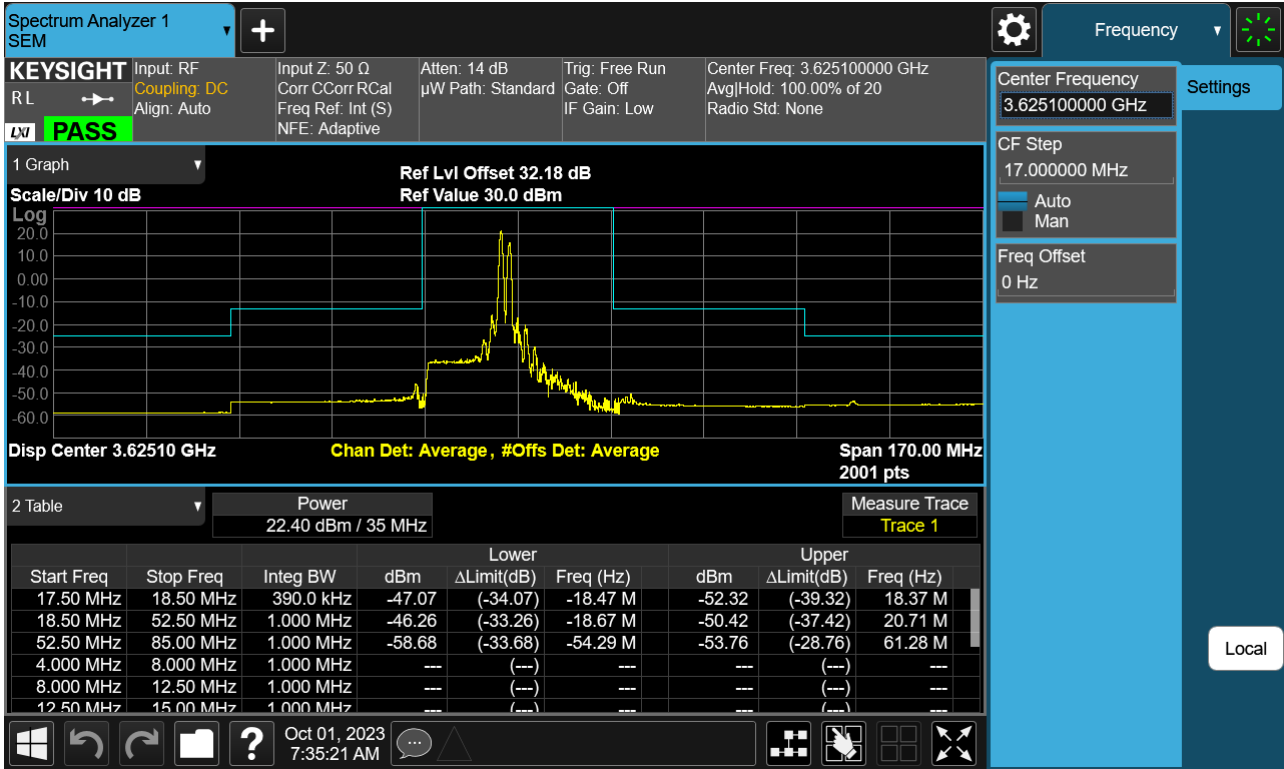 Spectrum Analyzer 1
SEM
Frequency
KEYSIGHT
R L
LXI
PASS
Input: RF
Coupling: DC
Align: Auto
Input Z: 50 Ω
Corr CCorr RCal
Freq Ref: Int (S)
NFE: Adaptive
Atten: 14 dB
µW Path: Standard
Trig: Free Run
Gate: Off
IF Gain: Low
Center Freq: 3.625100000 GHz
Avg|Hold: 100.00% of 20
Radio Std: None
Center Frequency
3.625100000 GHz
CF Step
17.000000 MHz
Auto
Man
Freq Offset
0 Hz
Settings
Local
1 Graph
Scale/Div 10 dB
Ref Lvl Offset 32.18 dB
Ref Value 30.0 dBm
Log
20.0
10.0
0.00
-10.0
-20.0
-30.0
-40.0
-50.0
-60.0
Disp Center 3.62510 GHz
Chan Det: Average , #Offs Det: Average
Span 170.00 MHz
2001 pts
2 Table
Power
22.40 dBm / 35 MHz
Measure Trace
Trace 1
Lower Upper
Start Freq Stop Freq Integ BW dBm ΔLimit(dB) Freq (Hz) dBm ΔLimit(dB) Freq (Hz)
17.50 MHz 18.50 MHz 390.0 kHz -47.07 (-34.07) -18.47 M -52.32 (-39.32) 18.37 M
18.50 MHz 52.50 MHz 1.000 MHz -46.26 (-33.26) -18.67 M -50.42 (-37.42) 20.71 M
52.50 MHz 85.00 MHz 1.000 MHz -58.68 (-33.68) -54.29 M -53.76 (-28.76) 61.28 M
4.000 MHz 8.000 MHz 1.000 MHz --- (---) --- --- (---) ---
8.000 MHz 12.50 MHz 1.000 MHz --- (---) --- --- (---) ---
12.50 MHz 15.00 MHz 1.000 MHz --- (---) --- --- (---) ---
Oct 01, 2023
7:35:21 AM